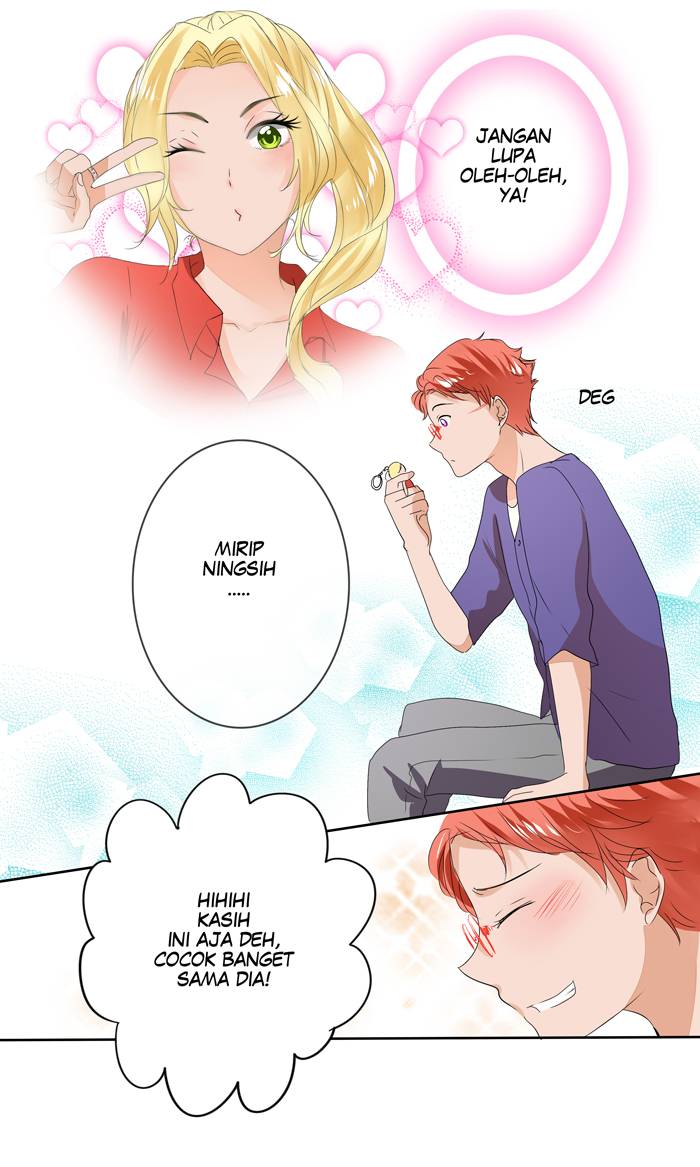 JANGAN
LUPA
OLEH-OLEH,
YA!
DEG
MIRIP
NINGSIH
.....
HIHIHI
KASIH
INI AJA DEH,
COCOK BANGET
SAMA DIA!